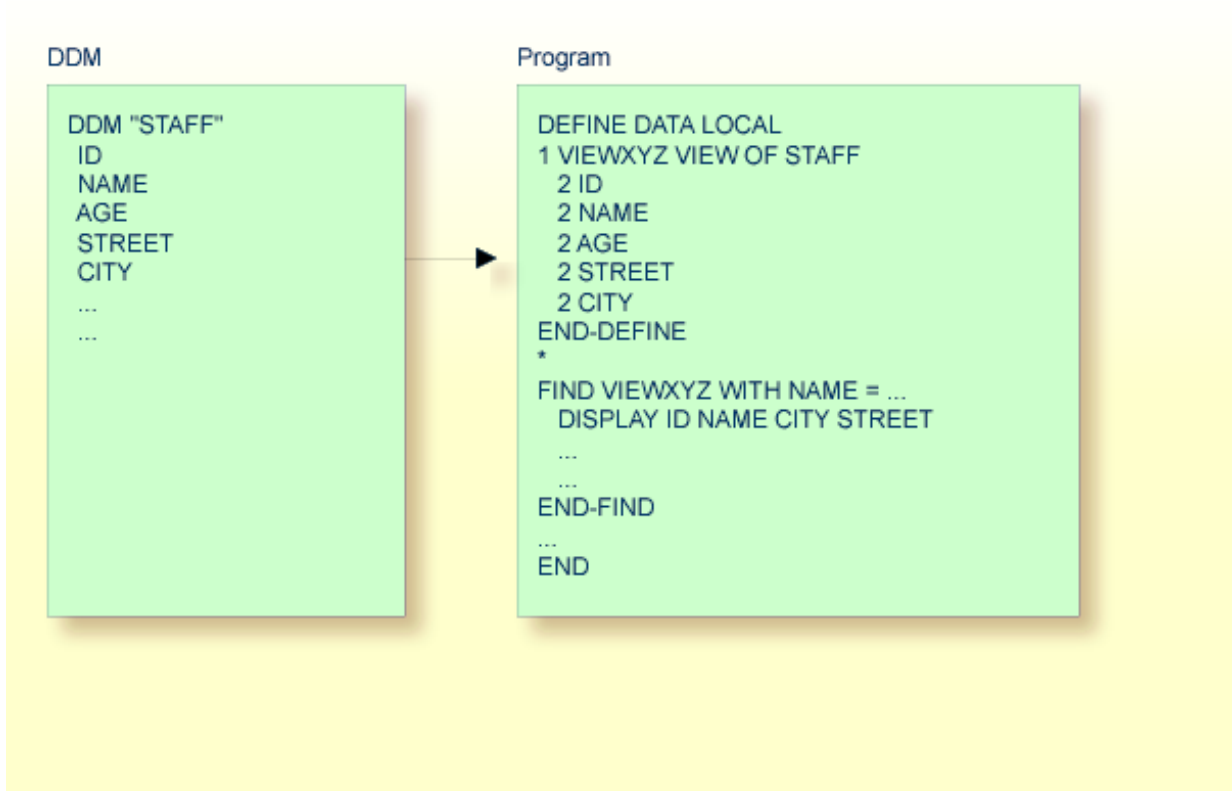 DDM
DDM "STAFF"
ID
NAME
AGE
STREET
CITY
...
...
Program
DEFINE DATA LOCAL
1 VIEWXYZ VIEW OF STAFF
2 ID
2 NAME
2 AGE
2 STREET
2 CITY
END-DEFINE
*
FIND VIEWXYZ WITH NAME = ...
DISPLAY ID NAME CITY STREET
...
...
END-FIND
...
END